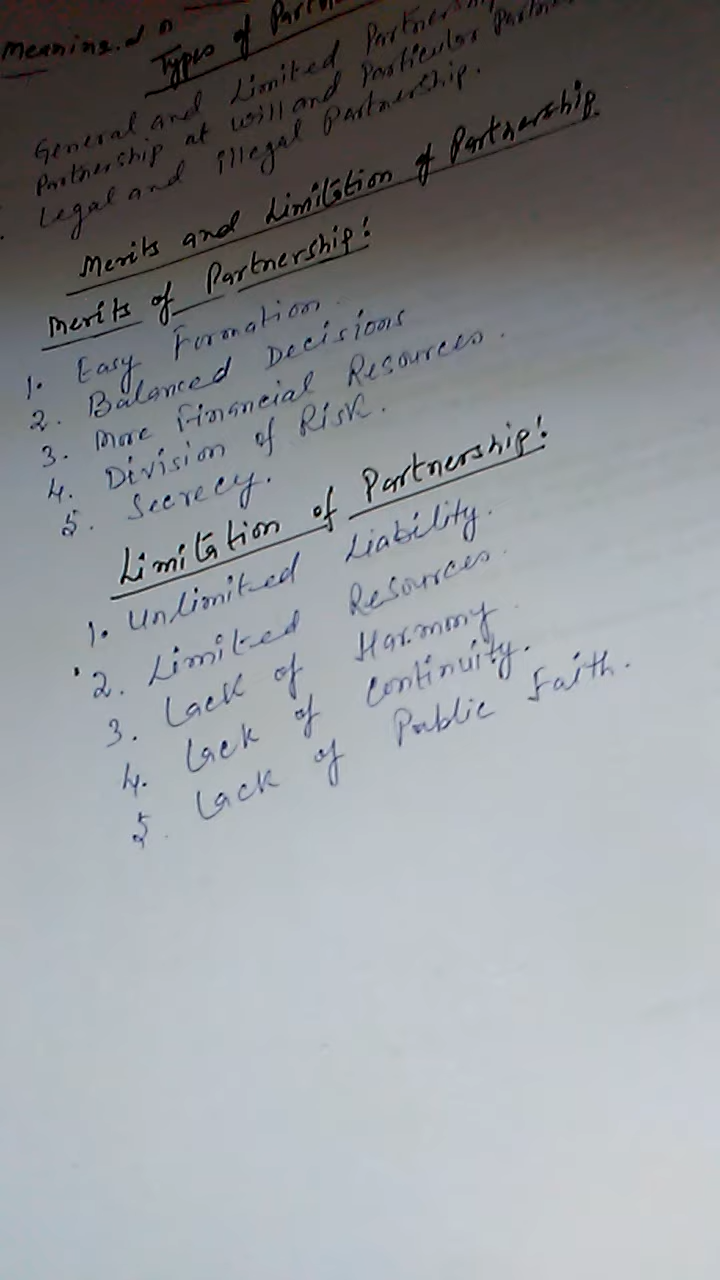 Meaning
Types of
General and Limited
Partnership at will and Particular
Legal and illegal Partnership.
Merits and Limitation of Partnership
Merits of Partnership:
1. Easy Formation.
2. Balanced Decisions
3. More Financial Resources.
4. Division of Risk.
5. Secrecy.
Limitation of Partnership:
1. Unlimited Liability.
2. Limited Resources.
3. Lack of Harmony.
4. Lack of Continuity.
5. Lack of Public Faith.